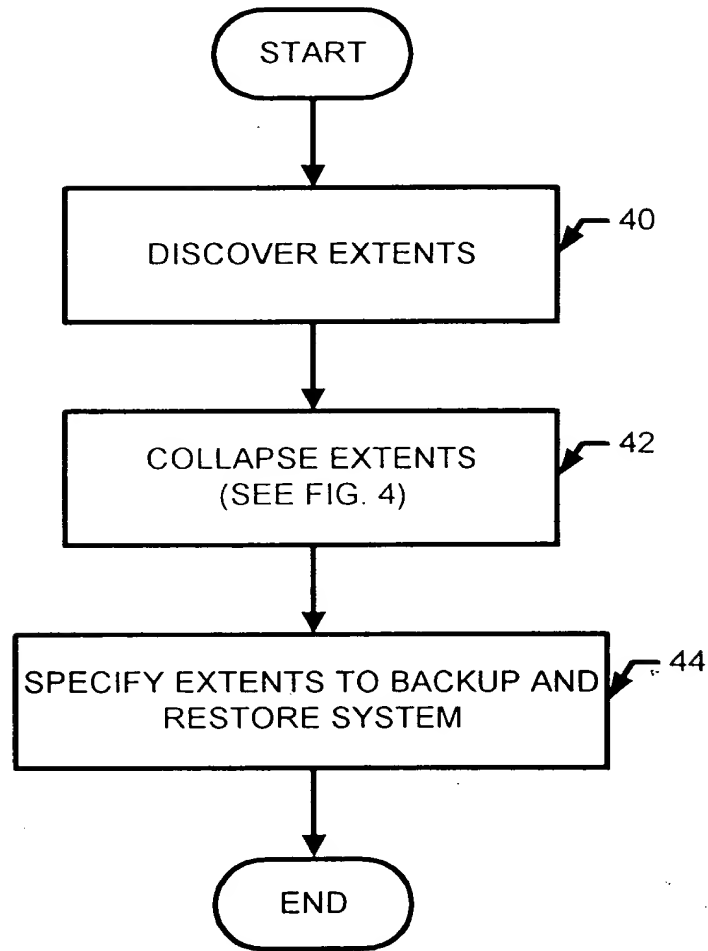 START
DISCOVER EXTENTS
40
COLLAPSE EXTENTS
(SEE FIG. 4)
42
SPECIFY EXTENTS TO BACKUP AND
RESTORE SYSTEM
44
END